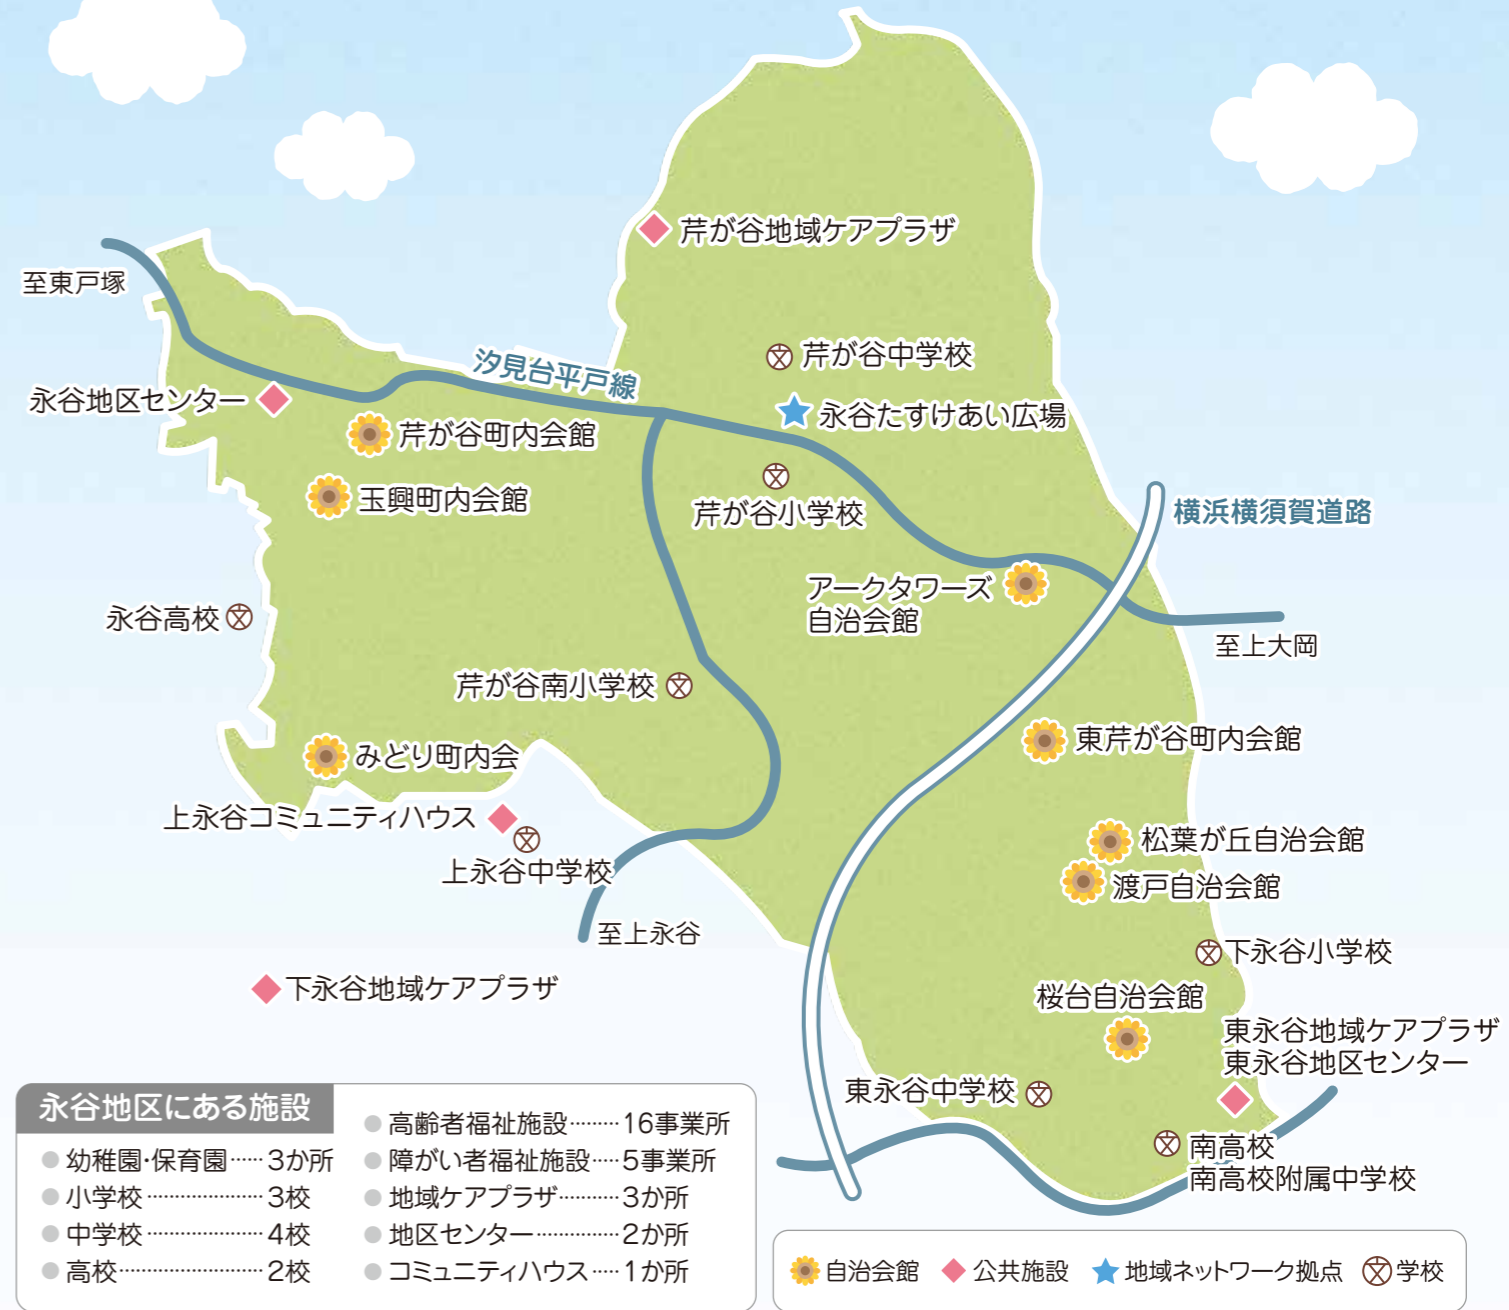 芹が谷地域ケアプラザ
至東戸塚
汐見台平戸線
芹が谷中学校
永谷地区センター
永谷たすけあい広場
芹が谷町内会館
玉興町内会館
芹が谷小学校
横浜横須賀道路
アークタワーズ
自治会館
永谷高校
至上大岡
芹が谷南小学校
東芹が谷町内会館
みどり町内会
上永谷コミュニティハウス
松葉が丘自治会館
上永谷中学校
渡戸自治会館
至上永谷
下永谷小学校
下永谷地域ケアプラザ
桜台自治会館
東永谷地域ケアプラザ
東永谷地区センター
東永谷中学校
南高校
南高校附属中学校
永谷地区にある施設
●幼稚園・保育園……3か所
●小学校…………………3校
●中学校…………………4校
●高校……………………2校
●高齢者福祉施設………16事業所
●障がい者福祉施設……5事業所
●地域ケアプラザ………3か所
●地区センター…………2か所
●コミュニティハウス……1か所
自治会館 公共施設 地域ネットワーク拠点 学校